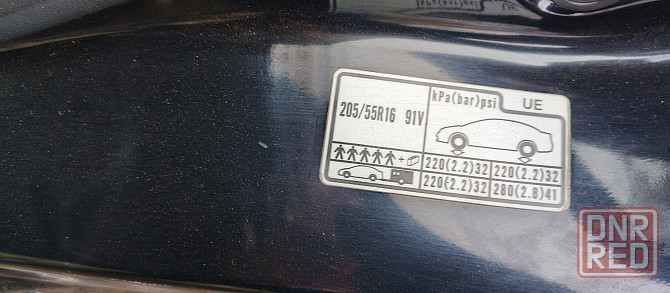 kPa(bar)psi UE
205/55R16 91V
220(2.2)32 220(2.2)32
220(2.2)32 280(2.8)41
DNR
RED